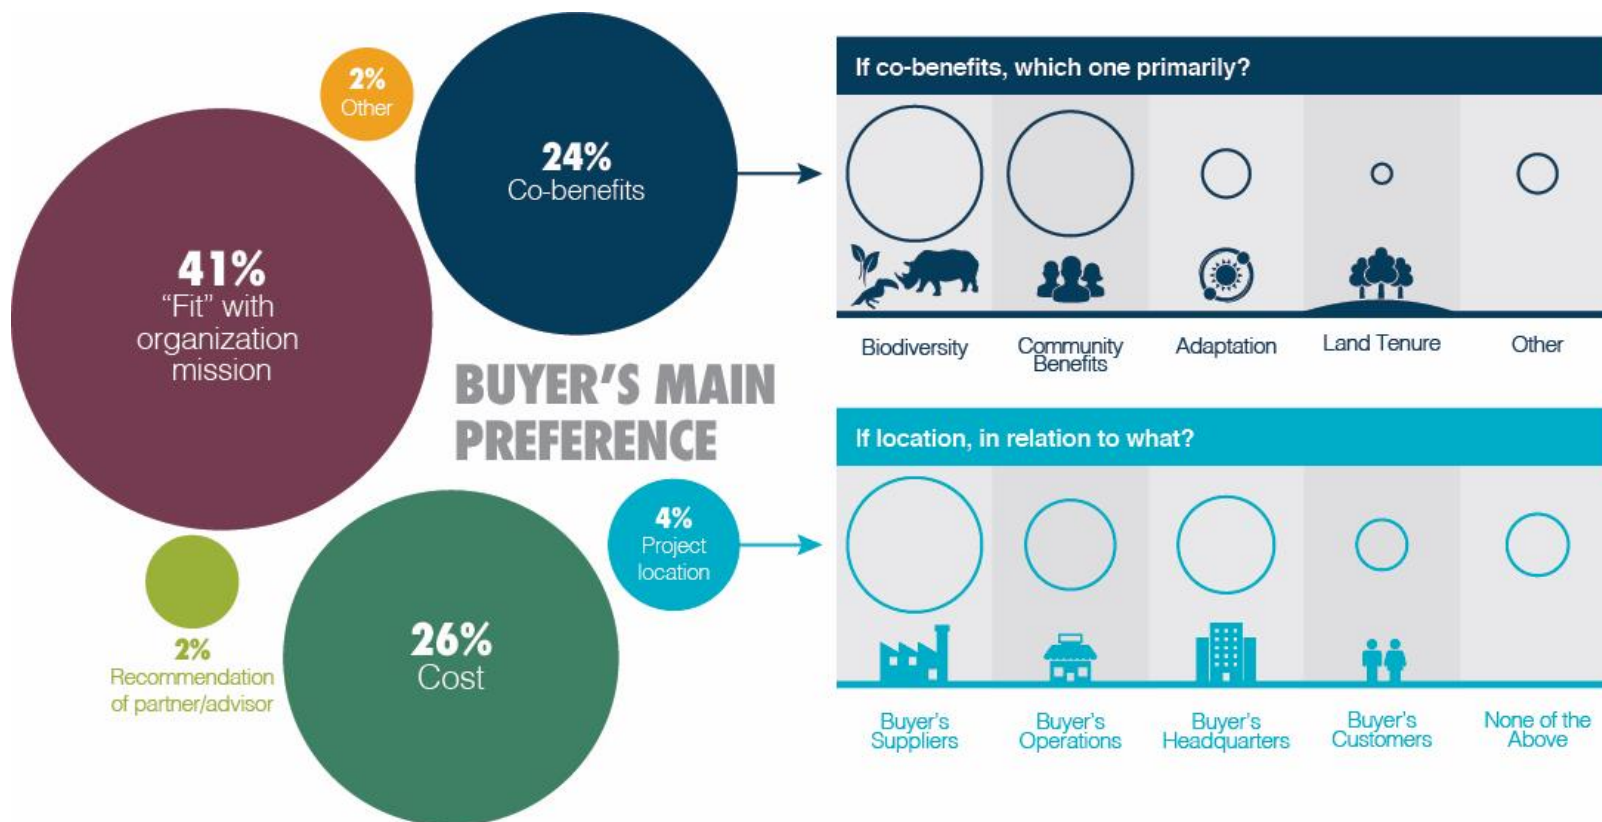 2%
Other
24%
Co-benefits
41%
“Fit” with
organization
mission
BUYER’S MAIN
PREFERENCE
4%
Project
location
26%
Cost
2%
Recommendation
of partner/advisor
If co-benefits, which one primarily?
Biodiversity
Community
Benefits
Adaptation
Land Tenure
Other
If location, in relation to what?
Buyer’s
Suppliers
Buyer’s
Operations
Buyer’s
Headquarters
Buyer’s
Customers
None of the
Above